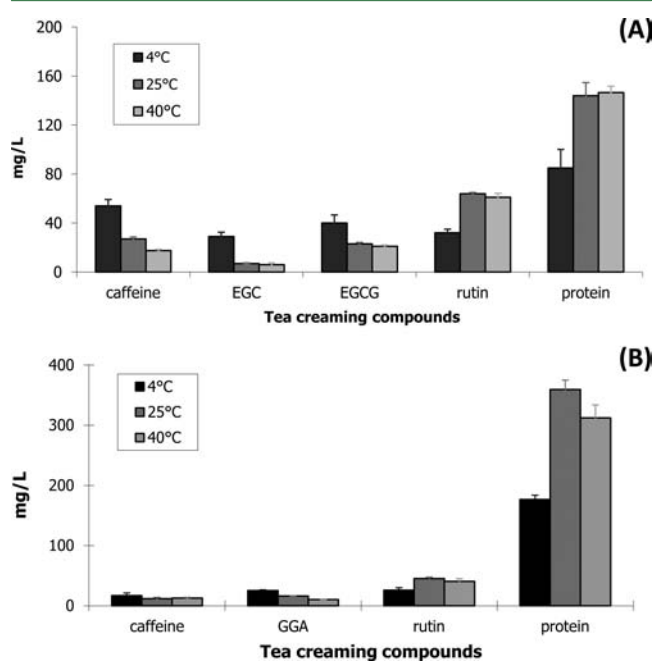 (A)
200
160
120
80
40
0
mg/L
4°C
25°C
40°C
caffeine EGC EGCG rutin protein
Tea creaming compounds
(B)
400
300
200
100
0
mg/L
4°C
25°C
40°C
caffeine GGA rutin protein
Tea creaming compounds